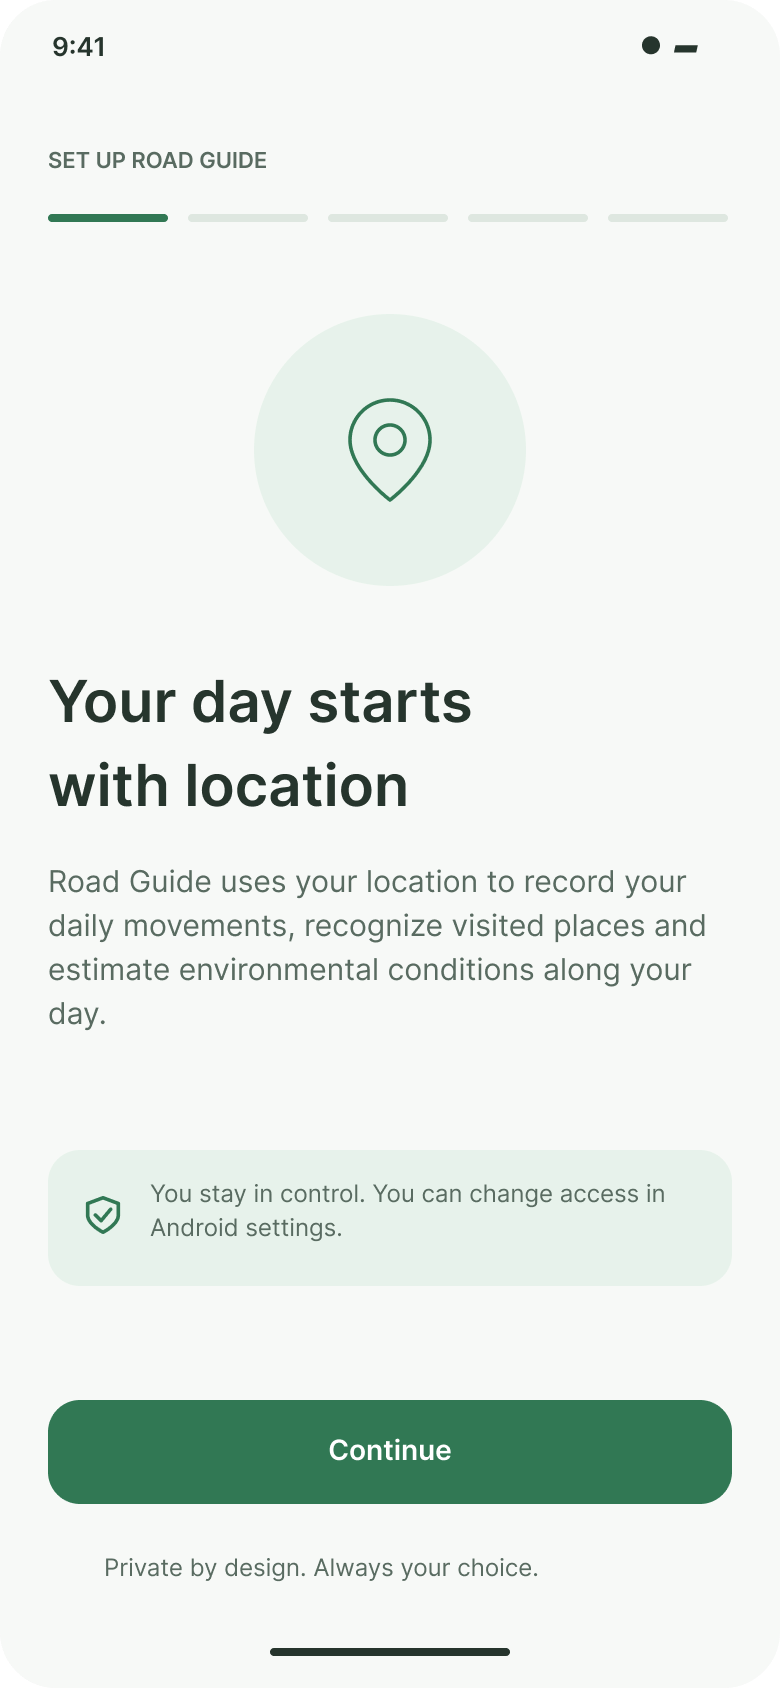 9:41
SET UP ROAD GUIDE
Your day starts
with location
Road Guide uses your location to record your
daily movements, recognize visited places and
estimate environmental conditions along your
day.
You stay in control. You can change access in
Android settings.
Continue
Private by design. Always your choice.